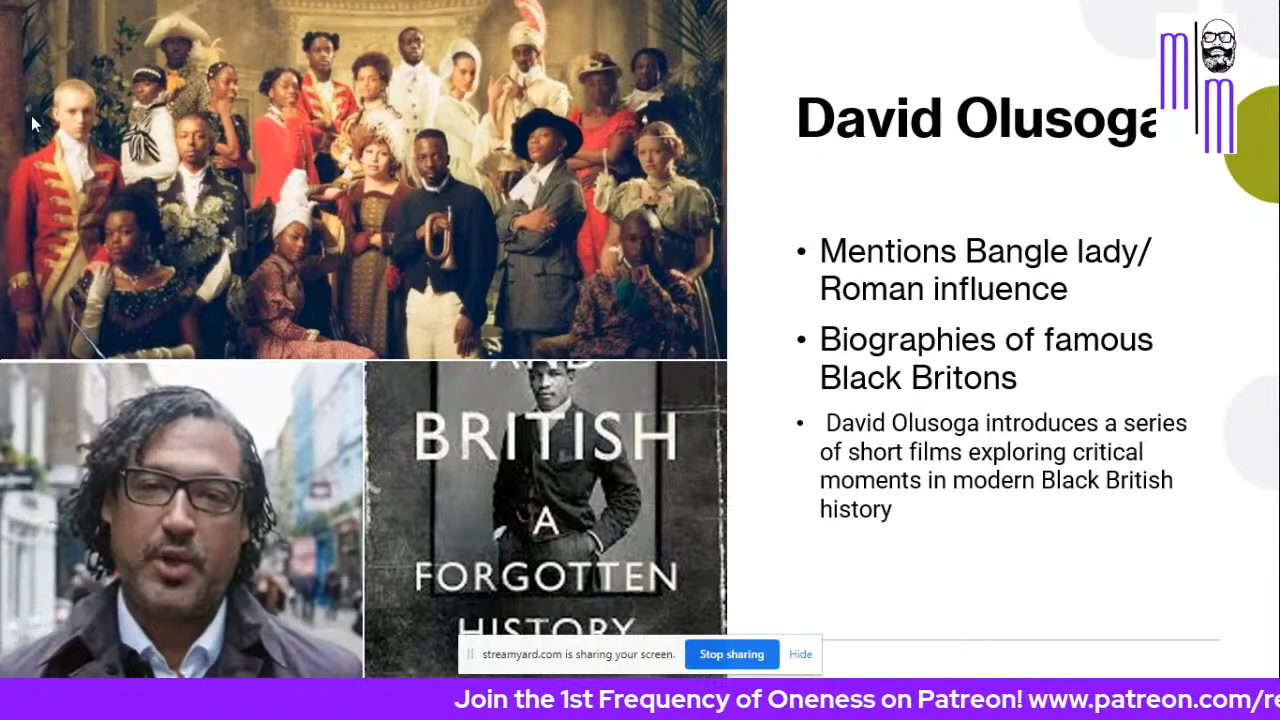 David Olusoga
• Mentions Bangle lady/
Roman influence
• Biographies of famous
Black Britons
• David Olusoga introduces a series
of short films exploring critical
moments in modern Black British
history
AND
BRITISH
A
FORGOTTEN
HISTORY
streamyard.com is sharing your screen.
Stop sharing
Hide
Join the 1st Frequency of Oneness on Patreon! www.patreon.com/re